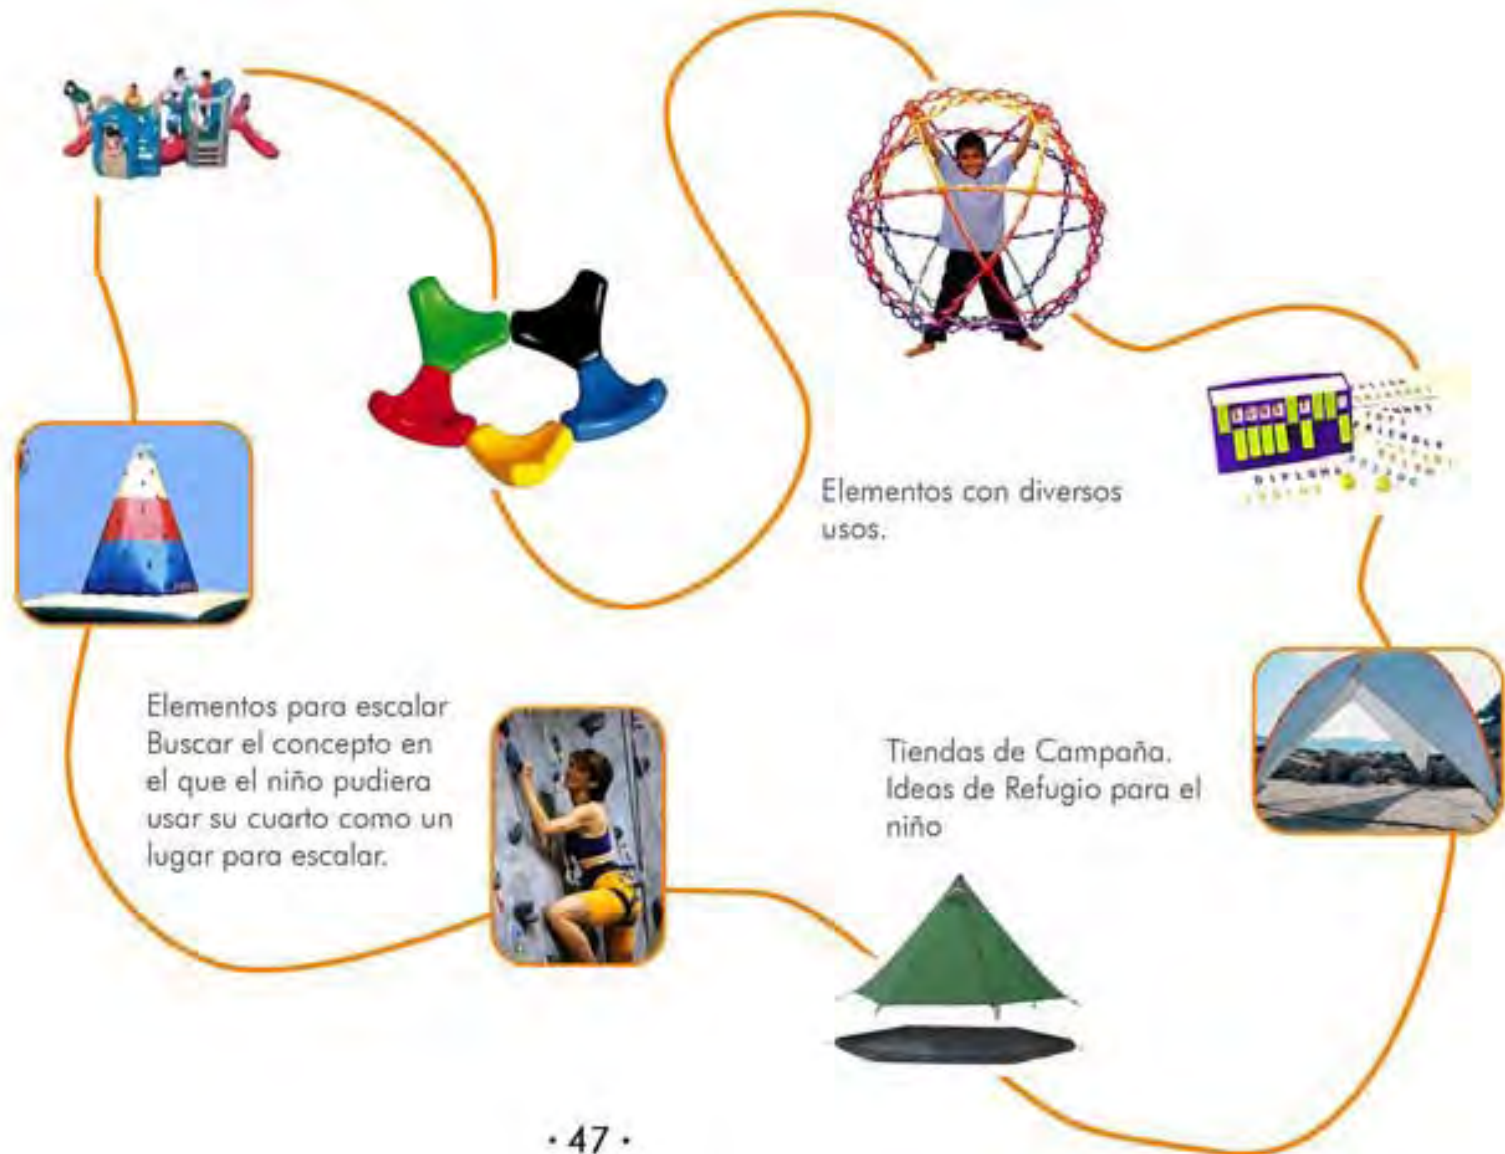 Elementos con diversos
usos.
Elementos para escalar
Buscar el concepto en
el que el niño pudiera
usar su cuarto como un
lugar para escalar.
Tiendas de Campaña.
Ideas de Refugio para el
niño
DIPLOMA
• 47 •